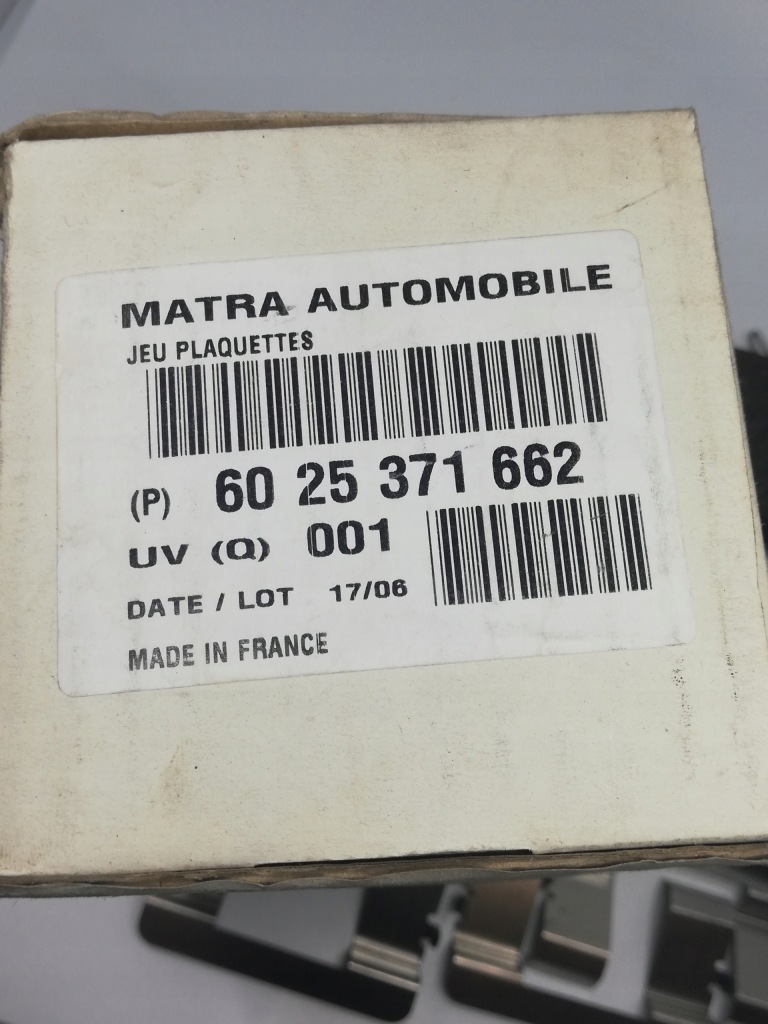 MATRA AUTOMOBILE
JEU PLAQUETTES
(P) 60 25 371 662
UV (Q) 001
DATE / LOT 17/06
MADE IN FRANCE